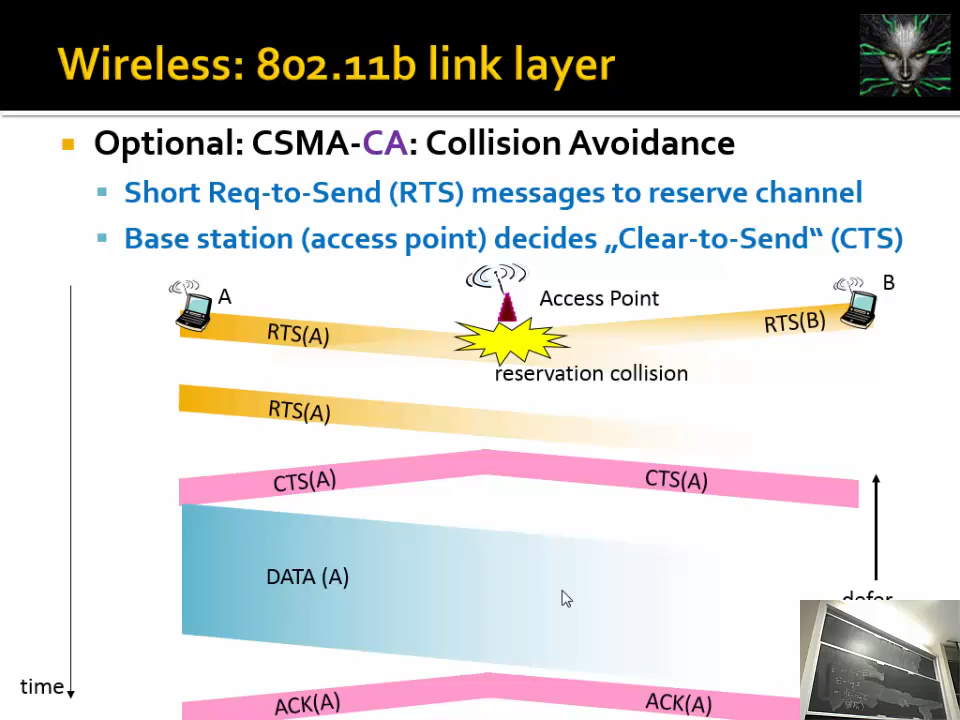 Wireless: 802.11b link layer
Optional: CSMA-CA: Collision Avoidance
Short Req-to-Send (RTS) messages to reserve channel
Base station (access point) decides „Clear-to-Send“ (CTS)
A
Access Point
B
RTS(A)
RTS(B)
reservation collision
RTS(A)
CTS(A)
CTS(A)
DATA (A)
defer
time
ACK(A)
ACK(A)